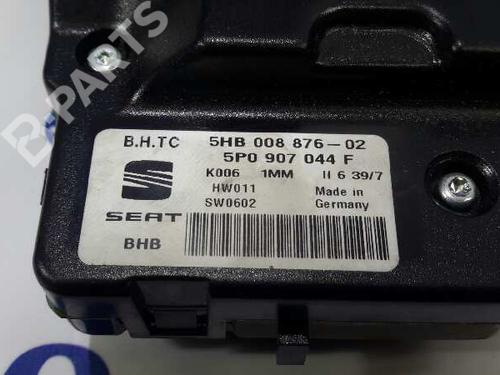 B-PARTS
B.H.TC 5HB 008 876-02
5P0 907 044 F
K006 1MM II 6 39/7
HW011 Made in
SW0602 Germany
SEAT
BHB